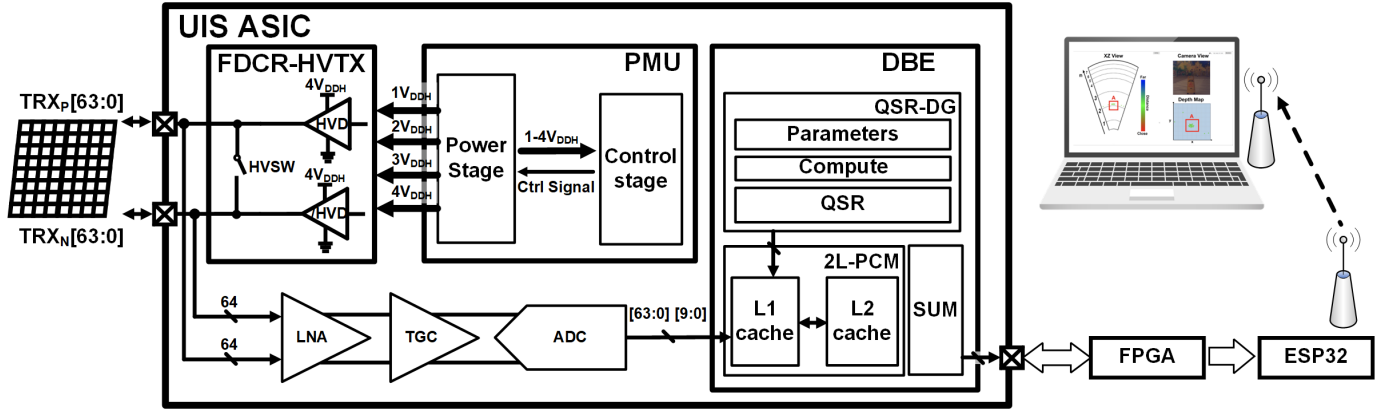 UIS ASIC
FDCR-HVTX
PMU
DBE
TRXP[63:0]
TRXN[63:0]
4VDDH
HVD
HVSW
4VDDH
/HVD
1VDDH
2VDDH
3VDDH
4VDDH
Power
Stage
1-4VDDH
Ctrl Signal
Control
stage
QSR-DG
Parameters
Compute
QSR
2L-PCM
L1
cache
L2
cache
SUM
64
64
LNA
TGC
ADC
[63:0] [9:0]
XZ View
Camera View
Depth Map
Far
Distance
Close
A
A
FPGA
ESP32